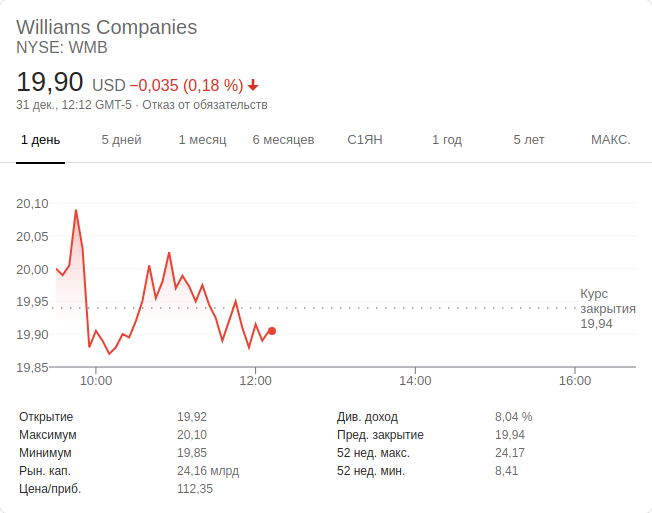 Williams Companies
NYSE: WMB
19,90 USD −0,035 (0,18 %)
31 дек., 12:12 GMT-5 · Отказ от обязательств
1 день 5 дней 1 месяц 6 месяцев С1ЯН 1 год 5 лет МАКС.
20,10
20,05
20,00
19,95
19,90
19,85
Курс
закрытия
19,94
10:00 12:00 14:00 16:00
Открытие 19,92 Див. доход 8,04 %
Максимум 20,10 Пред. закрытие 19,94
Минимум 19,85 52 нед. макс. 24,17
Рын. кап. 24,16 млрд 52 нед. мин. 8,41
Цена/приб. 112,35